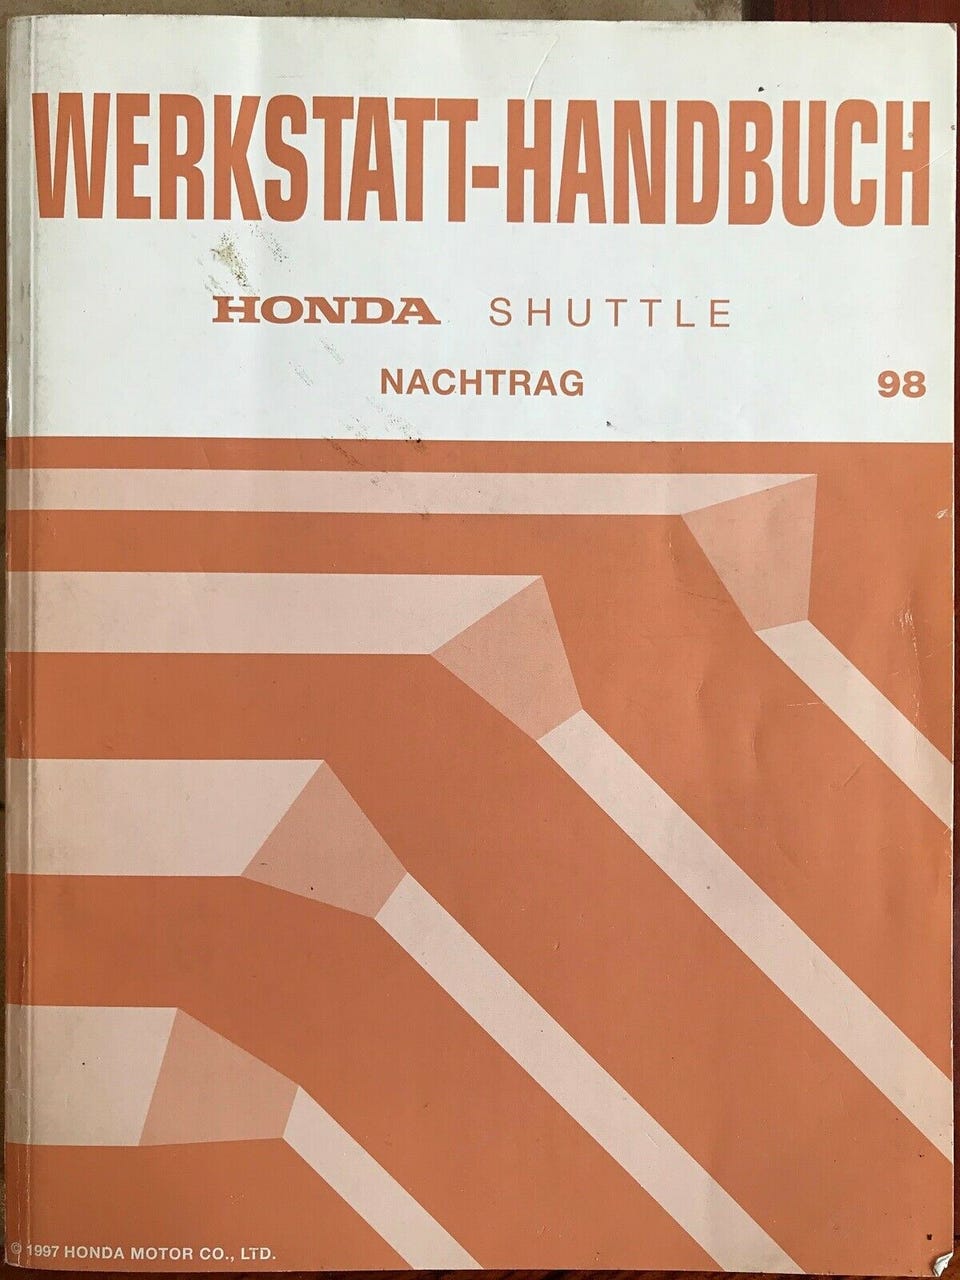 WERKSTATT-HANDBUCH
HONDA SHUTTLE
NACHTRAG 98
© 1997 HONDA MOTOR CO., LTD.